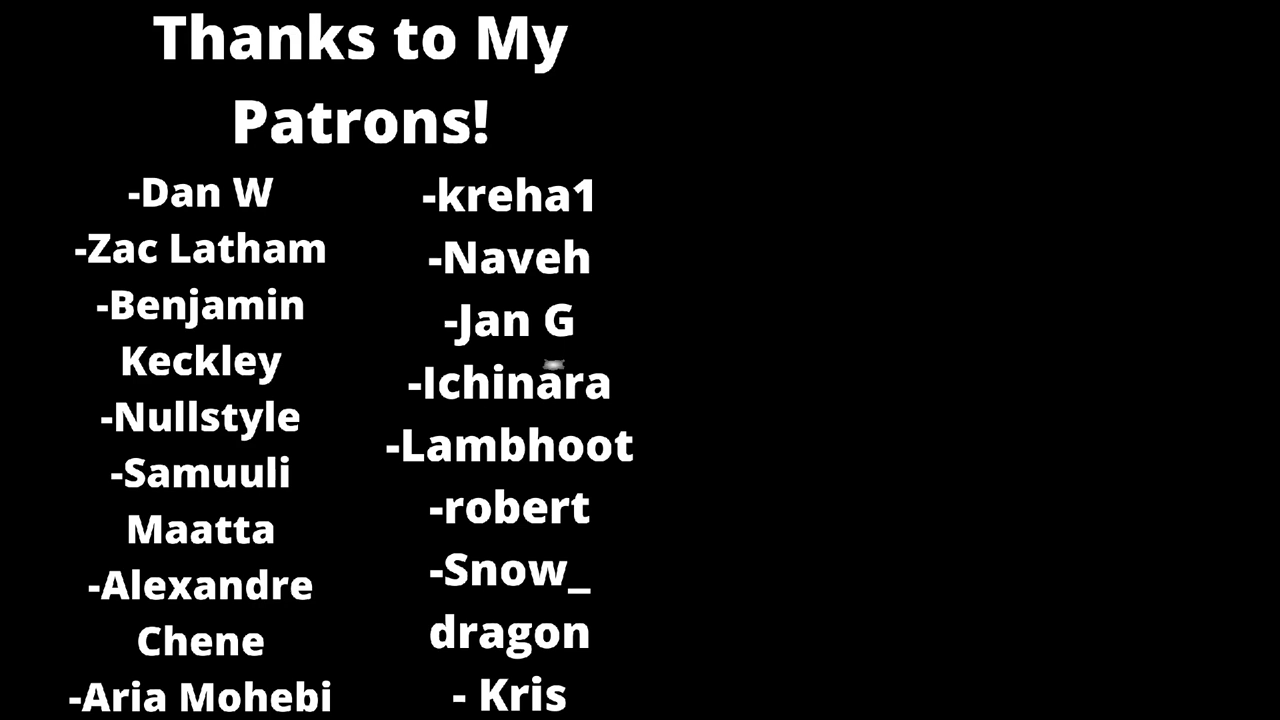 Thanks to My
Patrons!
-Dan W
-Zac Latham
-Benjamin
Keckley
-Nullstyle
-Samuuli
Maatta
-Alexandre
Chene
-Aria Mohebi
-kreha1
-Naveh
-Jan G
-Ichinara
-Lambhoot
-robert
-Snow_
dragon
- Kris